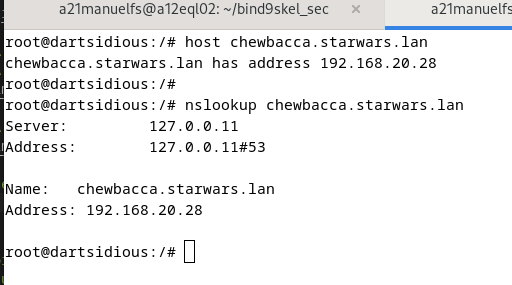 a21manuelfs@a12eql02: ~/bind9skel_sec × a21manuelfs
root@dartsidious:/# host chewbacca.starwars.lan
chewbacca.starwars.lan has address 192.168.20.28
root@dartsidious:/#
root@dartsidious:/# nslookup chewbacca.starwars.lan
Server:         127.0.0.11
Address:        127.0.0.11#53

Name:   chewbacca.starwars.lan
Address: 192.168.20.28

root@dartsidious:/#